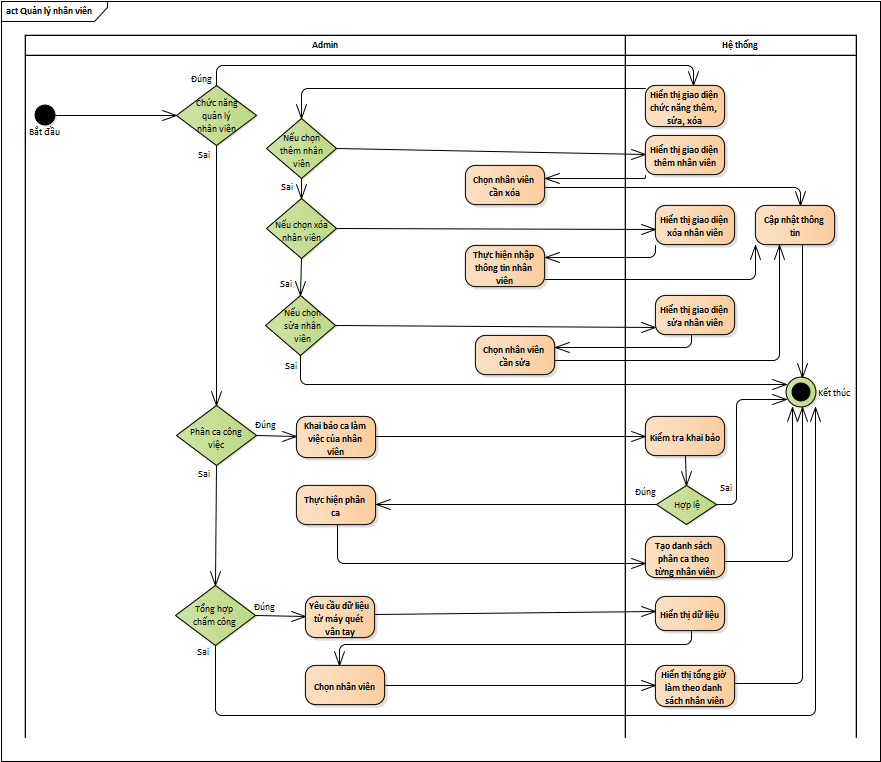 act Quản lý nhân viên
Admin
Hệ thống
Bắt đầu
Đúng
Chức năng
quản lý
nhân viên
Sai
Hiển thị giao diện
chức năng thêm,
sửa, xóa
Nếu chọn
thêm nhân
viên
Sai
Hiển thị giao diện
thêm nhân viên
Chọn nhân viên
cần xóa
Nếu chọn xóa
nhân viên
Sai
Hiển thị giao diện
xóa nhân viên
Cập nhật thông
tin
Thực hiện nhập
thông tin nhân
viên
Nếu chọn
sửa nhân
viên
Sai
Hiển thị giao diện
sửa nhân viên
Chọn nhân viên
cần sửa
Kết thúc
Phân ca công
việc
Đúng
Sai
Khai báo ca làm
việc của nhân
viên
Kiểm tra khai báo
Đúng
Hợp lệ
Sai
Thực hiện phân
ca
Tạo danh sách
phân ca theo
từng nhân viên
Tổng hợp
chấm công
Đúng
Sai
Yêu cầu dữ liệu
từ máy quét
vân tay
Hiển thị dữ liệu
Chọn nhân viên
Hiển thị tổng giờ
làm theo danh
sách nhân viên